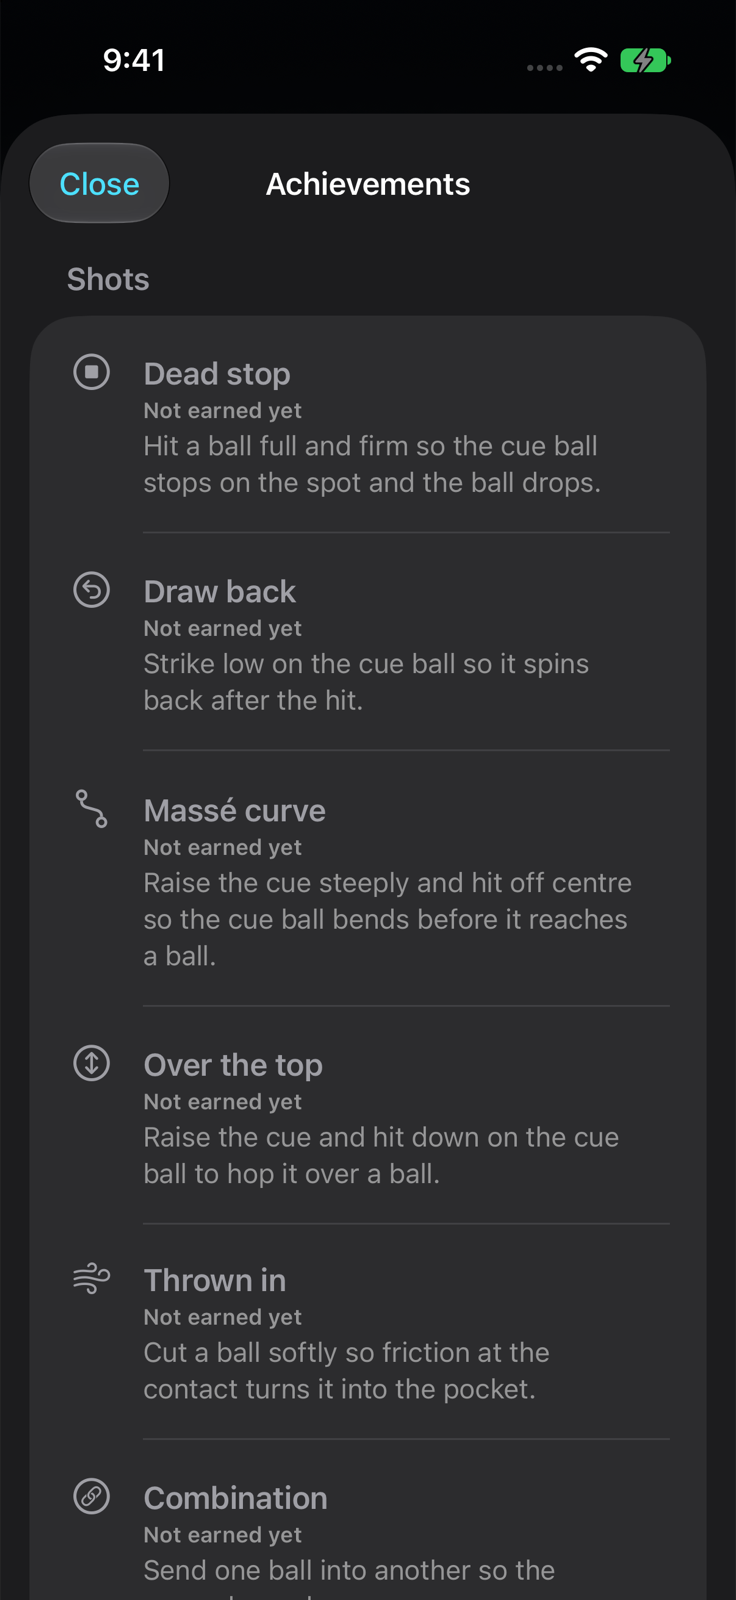 9:41
Close
Achievements
Shots
Dead stop
Not earned yet
Hit a ball full and firm so the cue ball
stops on the spot and the ball drops.
Draw back
Not earned yet
Strike low on the cue ball so it spins
back after the hit.
Massé curve
Not earned yet
Raise the cue steeply and hit off centre
so the cue ball bends before it reaches
a ball.
Over the top
Not earned yet
Raise the cue and hit down on the cue
ball to hop it over a ball.
Thrown in
Not earned yet
Cut a ball softly so friction at the
contact turns it into the pocket.
Combination
Not earned yet
Send one ball into another so the